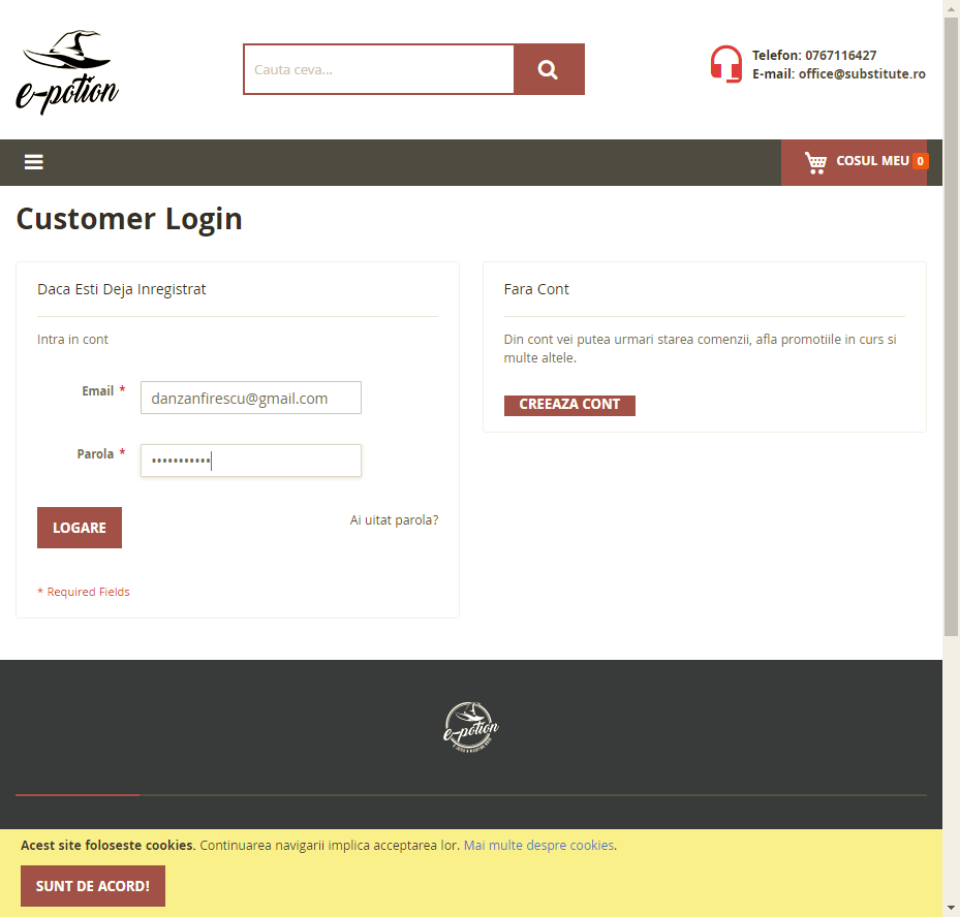 e-potion
Cauta ceva...
Telefon: 0767116427
E-mail: office@substitute.ro
COSUL MEU 0
Customer Login
Daca Esti Deja Inregistrat
Intra in cont
Email *
danzanfirescu@gmail.com
Parola *
•••••••••••
LOGARE
Ai uitat parola?
* Required Fields
Fara Cont
Din cont vei putea urmari starea comenzii, afla promotiile in curs si
multe altele.
CREEAZA CONT
e-potion
Acest site foloseste cookies. Continuarea navigarii implica acceptarea lor. Mai multe despre cookies.
SUNT DE ACORD!